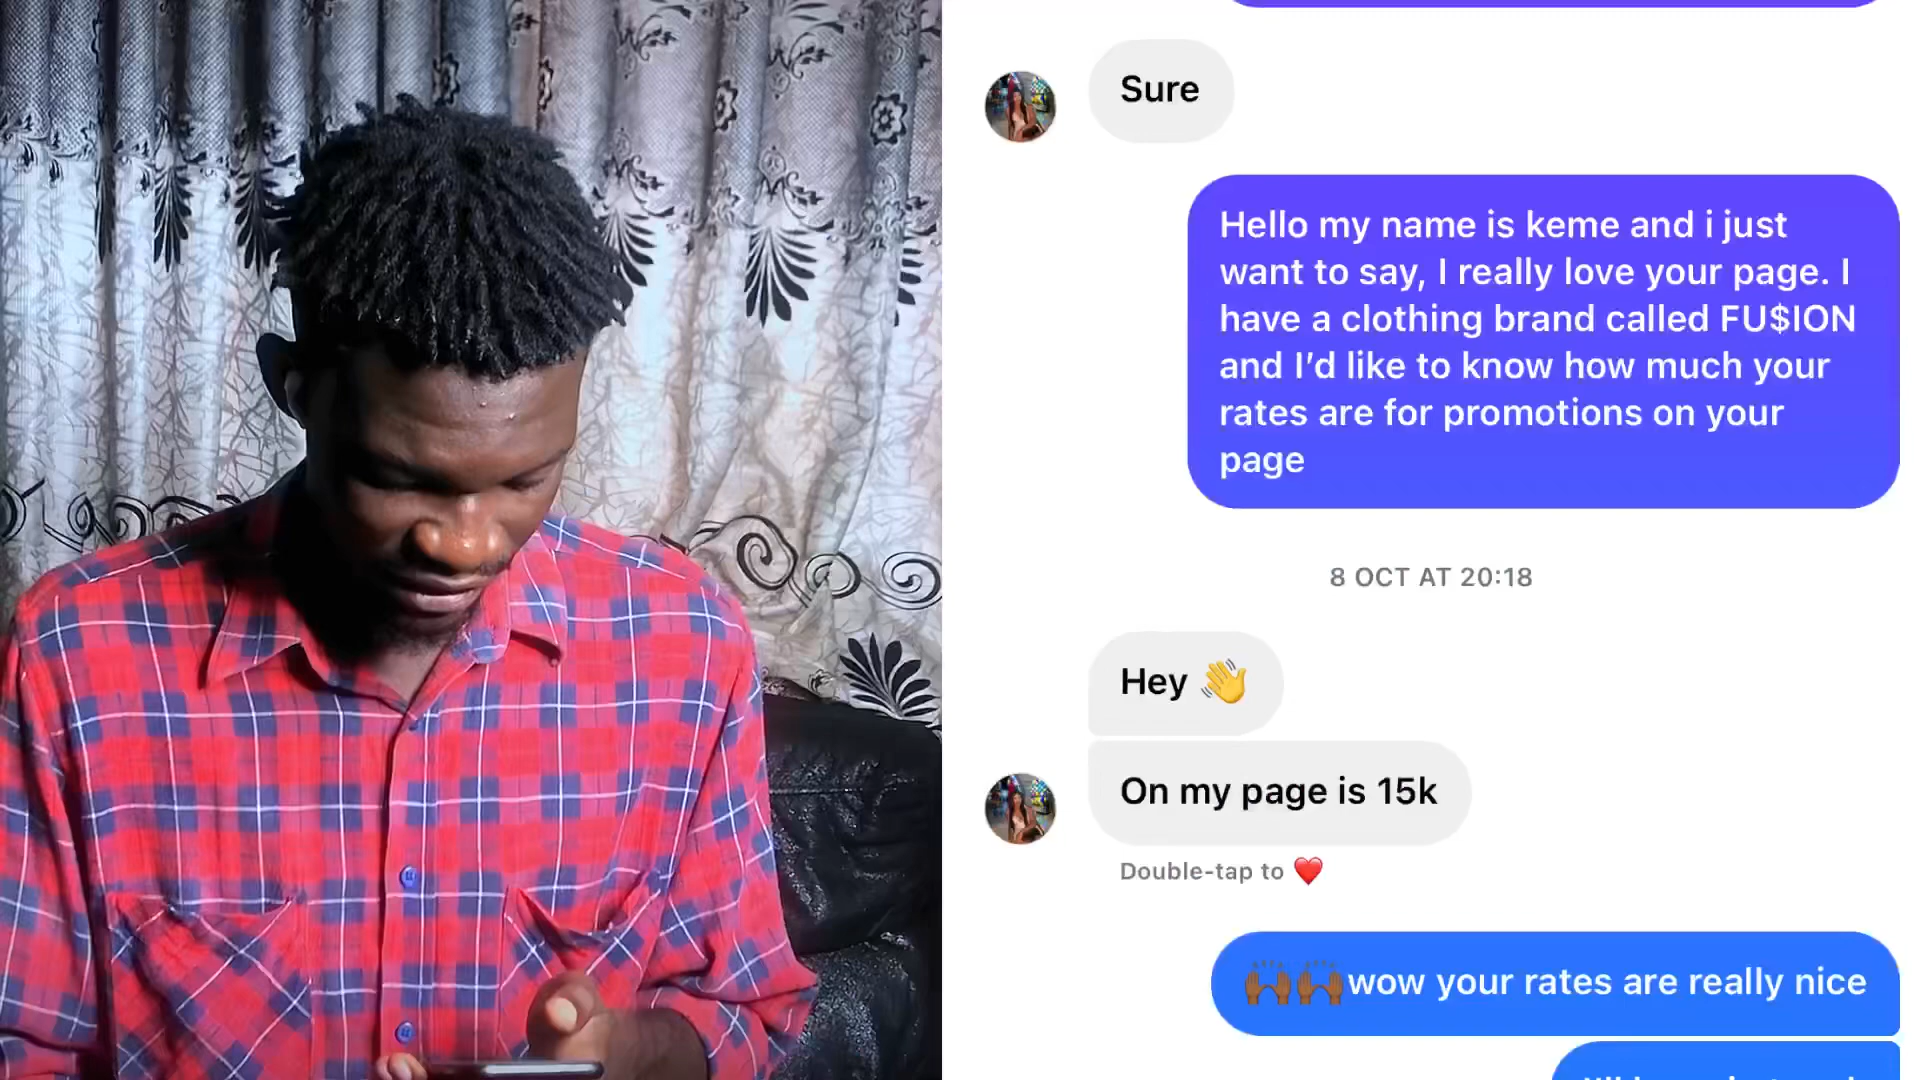 Sure
Hello my name is keme and i just
want to say, I really love your page. I
have a clothing brand called FU$ION
and I'd like to know how much your
rates are for promotions on your
page
8 OCT AT 20:18
Hey 👋
On my page is 15k
Double-tap to ❤️
🙌🏾🙌🏾wow your rates are really nice